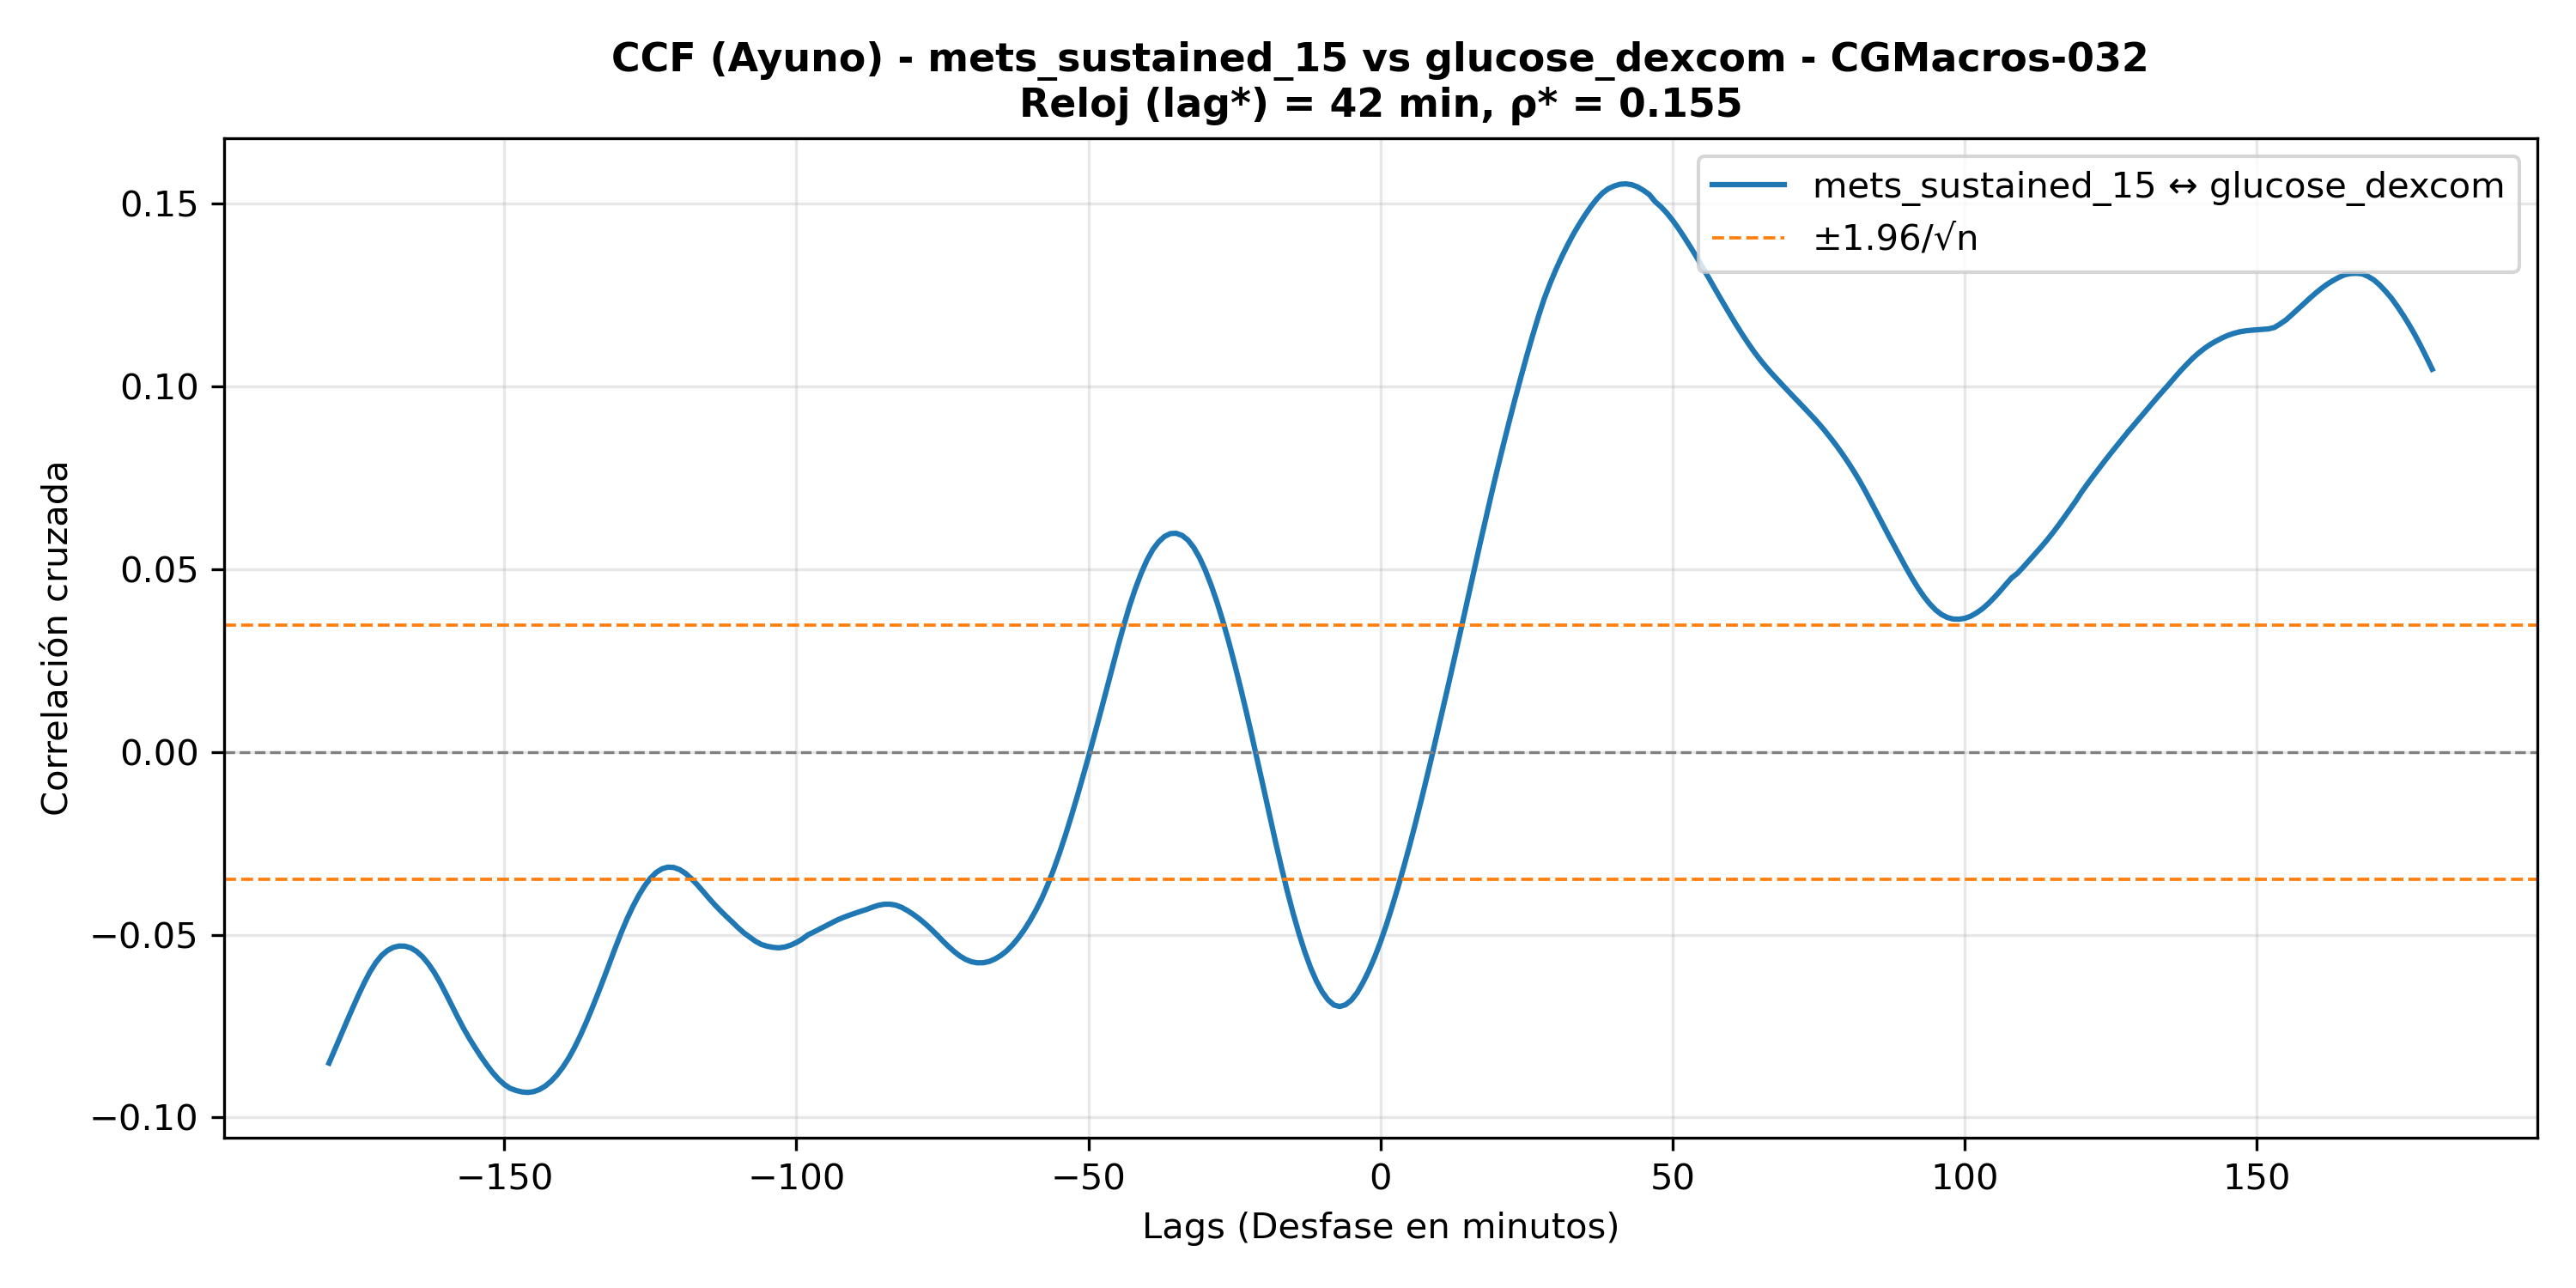 CCF (Ayuno) - mets_sustained_15 vs glucose_dexcom - CGMacros-032
Reloj (lag*) = 42 min, ρ* = 0.155
mets_sustained_15 ↔ glucose_dexcom
±1.96/√n
Correlación cruzada
0.15
0.10
0.05
0.00
−0.05
−0.10
−150
−100
−50
0
50
100
150
Lags (Desfase en minutos)